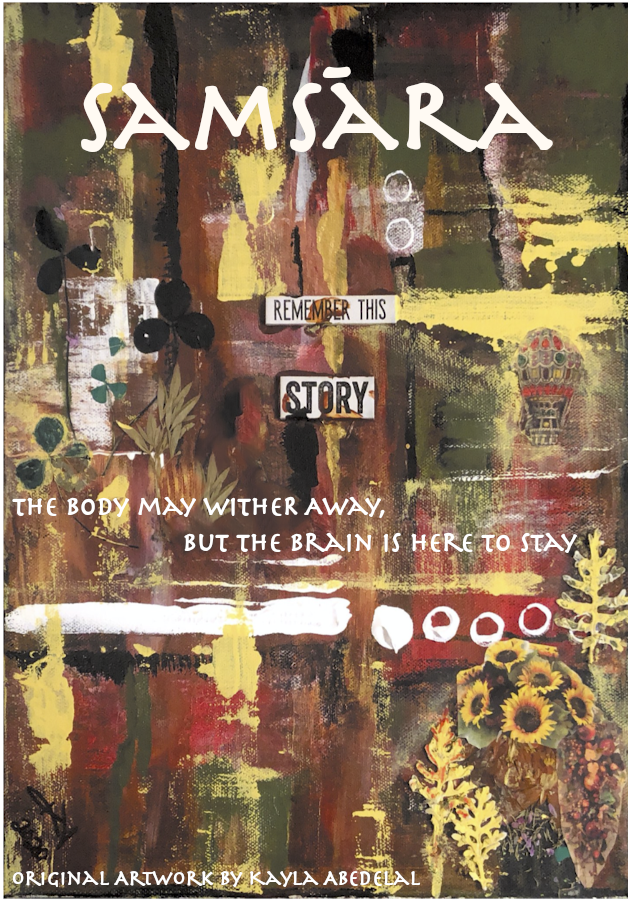 SAMSĀRA
REMEMBER THIS
STORY
THE BODY MAY WITHER AWAY,
BUT THE BRAIN IS HERE TO STAY
ORIGINAL ARTWORK BY KAYLA ABEDELAL